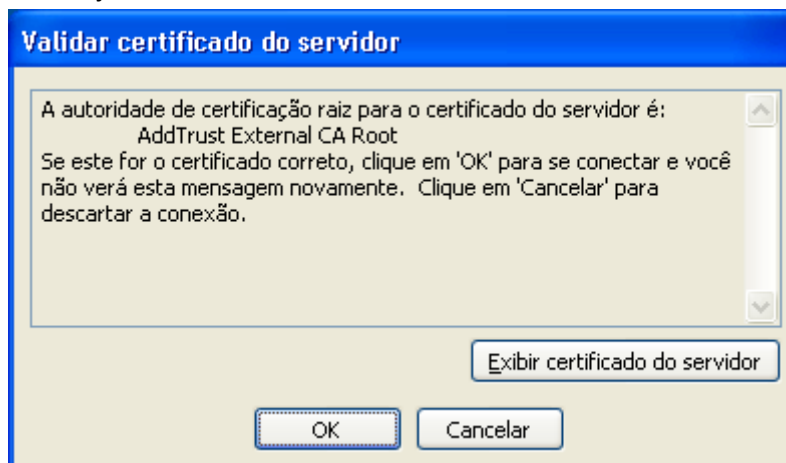 Validar certificado do servidor
A autoridade de certificação raiz para o certificado do servidor é:
AddTrust External CA Root
Se este for o certificado correto, clique em 'OK' para se conectar e você
não verá esta mensagem novamente. Clique em 'Cancelar' para
descartar a conexão.
Exibir certificado do servidor
OK Cancelar